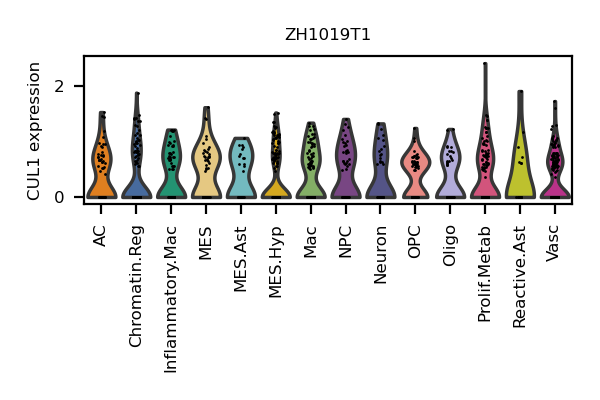 ZH1019T1
CUL1 expression
2
0
AC
Chromatin.Reg
Inflammatory.Mac
MES
MES.Ast
MES.Hyp
Mac
NPC
Neuron
OPC
Oligo
Prolif.Metab
Reactive.Ast
Vasc